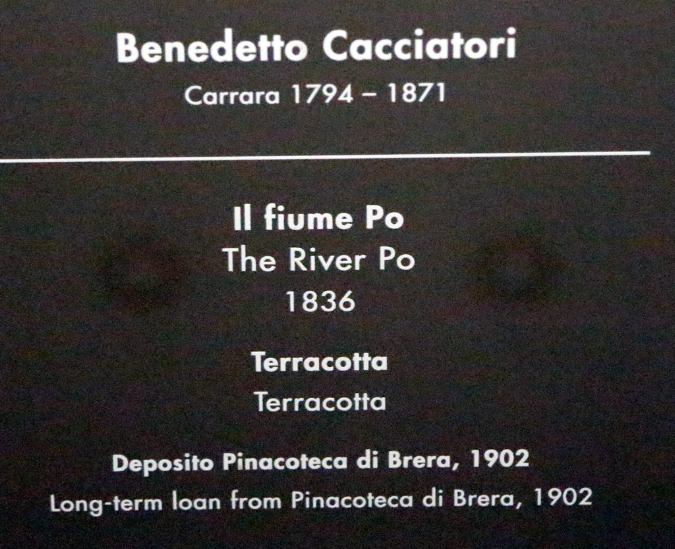 Benedetto Cacciatori
Carrara 1794 – 1871
Il fiume Po
The River Po
1836
Terracotta
Terracotta
Deposito Pinacoteca di Brera, 1902
Long-term loan from Pinacoteca di Brera, 1902